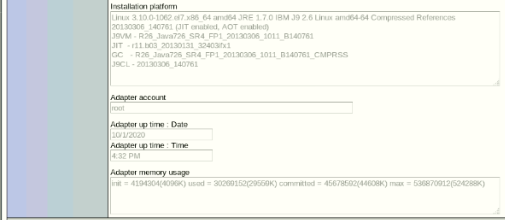 Installation platform
Linux 3.10.0-1062.el7.x86_64 amd64 JRE 1.7.0 IBM J9 2.6 Linux amd64-64 Compressed References
20130306_140761 (JIT enabled, AOT enabled)
J9VM - R26_Java726_SR4_FP1_20130306_1011_B140761
JIT - r11.b03_20130131_32403ifx1
GC - R26_Java726_SR4_FP1_20130306_1011_B140761_CMPRSS
J9CL - 20130306_140761
Adapter account
root
Adapter up time : Date
10/1/2020
Adapter up time : Time
4:32 PM
Adapter memory usage
init = 4194304(4096K) used = 30269152(29559K) committed = 45678592(44608K) max = 536870912(524288K)